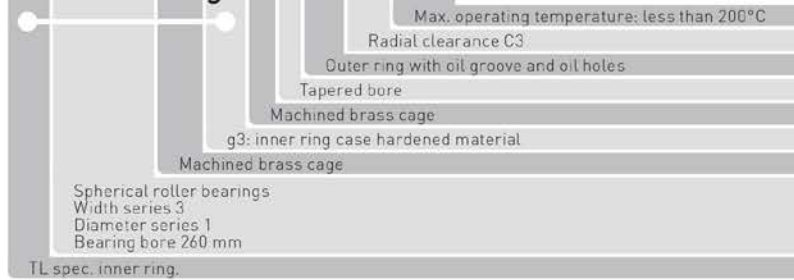 Max. operating temperature: less than 200°C
Radial clearance C3
Outer ring with oil groove and oil holes
Tapered bore
Machined brass cage
g3: inner ring case hardened material
Machined brass cage
Spherical roller bearings
Width series 3
Diameter series 1
Bearing bore 260 mm
TL spec. inner ring.